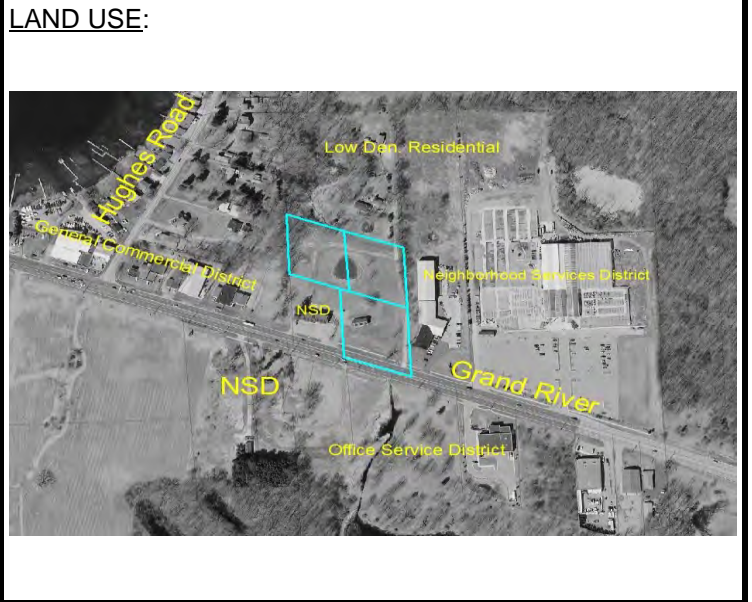 LAND USE:
Hughes Road
Low Den. Residential
General Commercial District
Neighborhood Services District
NSD
NSD
Grand River
Office Service District